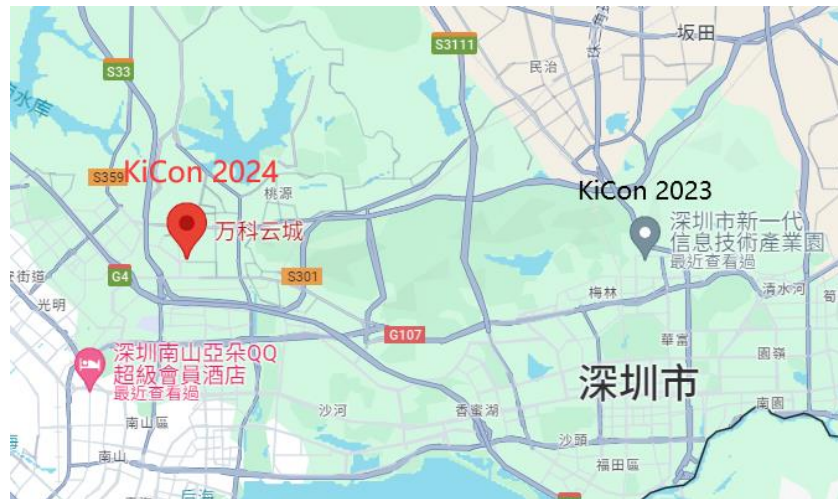 坂田
S3111
民治
S33
KiCon 2024
S359
桃源
KiCon 2023
万科云城
深圳市新一代
信息技術產業園
最近查看過
G4
S301
梅林
清水河
光明
G107
華富
深圳南山亞朵QQ
超級會員酒店
最近查看過
園嶺
深圳市
沙河
香蜜湖
南園
南山區
沙頭
南山
福田區
后海